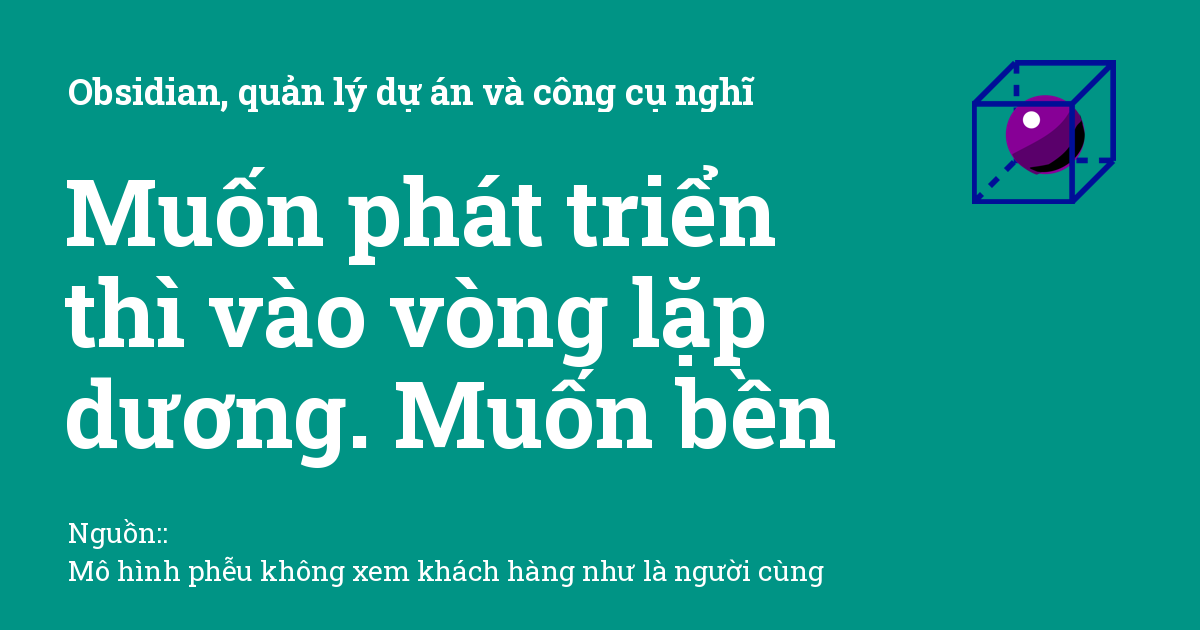 Obsidian, quản lý dự án và công cụ nghĩ
Muốn phát triển
thì vào vòng lặp
dương. Muốn bền
Nguồn::
Mô hình phễu không xem khách hàng như là người cùng